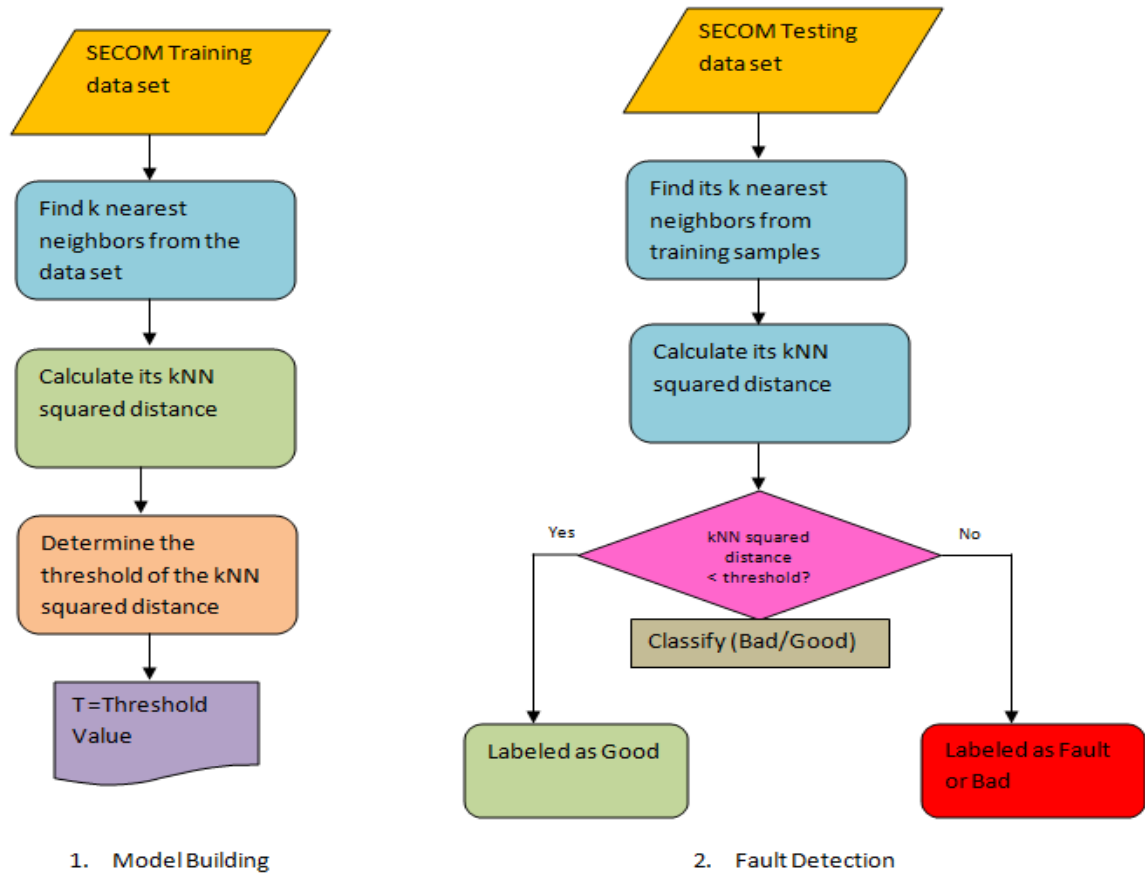 SECOM Training
data set
Find k nearest
neighbors from the
data set
Calculate its kNN
squared distance
Determine the
threshold of the kNN
squared distance
T =Threshold
Value
1. Model Building
SECOM Testing
data set
Find its k nearest
neighbors from
training samples
Calculate its kNN
squared distance
kNN squared
distance
< threshold?
Yes
No
Classify (Bad/Good)
Labeled as Good
Labeled as Fault
or Bad
2. Fault Detection